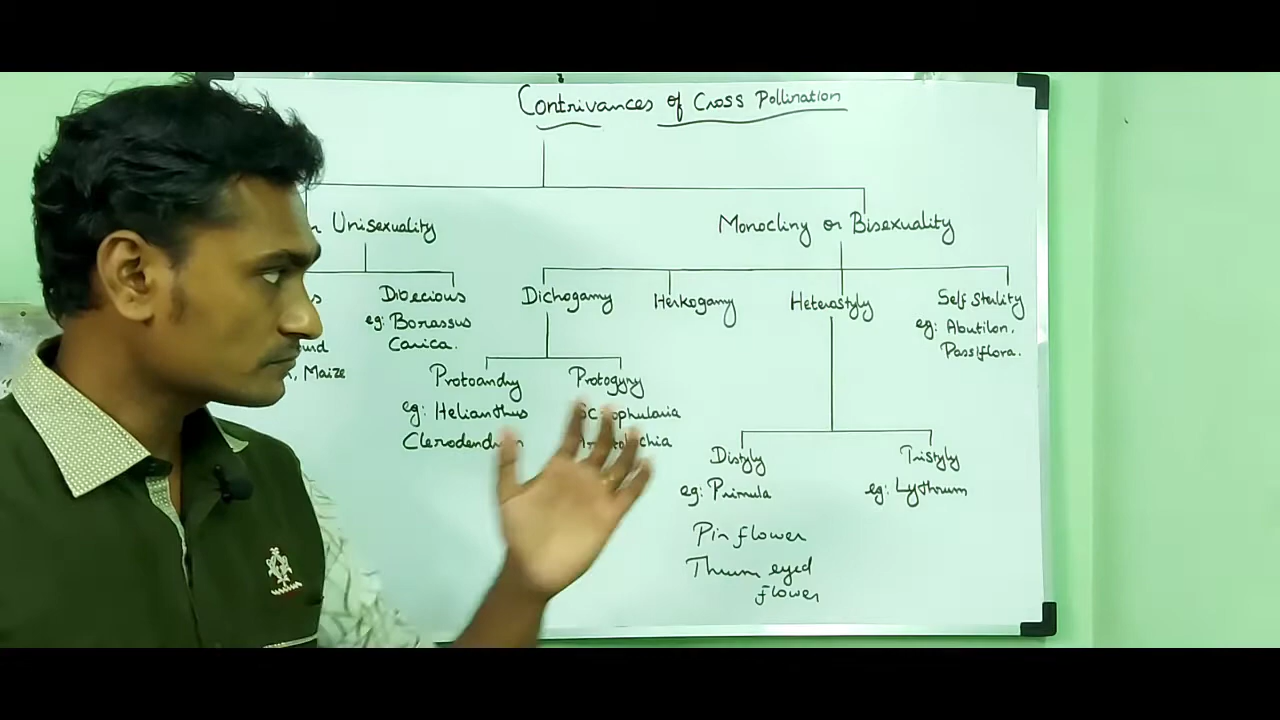 Contrivances of Cross Pollination
Unisexuality
Monocliny or Bisexuality
Dioecious
eg: Borassus
Carica.
Maize
Dichogamy
Protoandry
eg: Helianthus
Protogyny
Herkogamy
Heterostyly
Distyly
eg: Primula
Pin flower
Thrum eyed
flower
Tristyly
eg: Lythrum
Self Sterility
eg: Abutilon.
Passiflora.